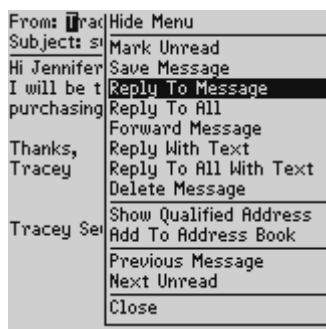 From: Trac
Subject: s
Hi Jennifer
I will be t
purchasing
Thanks,
Tracey
Tracey Se
Hide Menu
Mark Unread
Save Message
Reply To Message
Reply To All
Forward Message
Reply With Text
Reply To All With Text
Delete Message
Show Qualified Address
Add To Address Book
Previous Message
Next Unread
Close